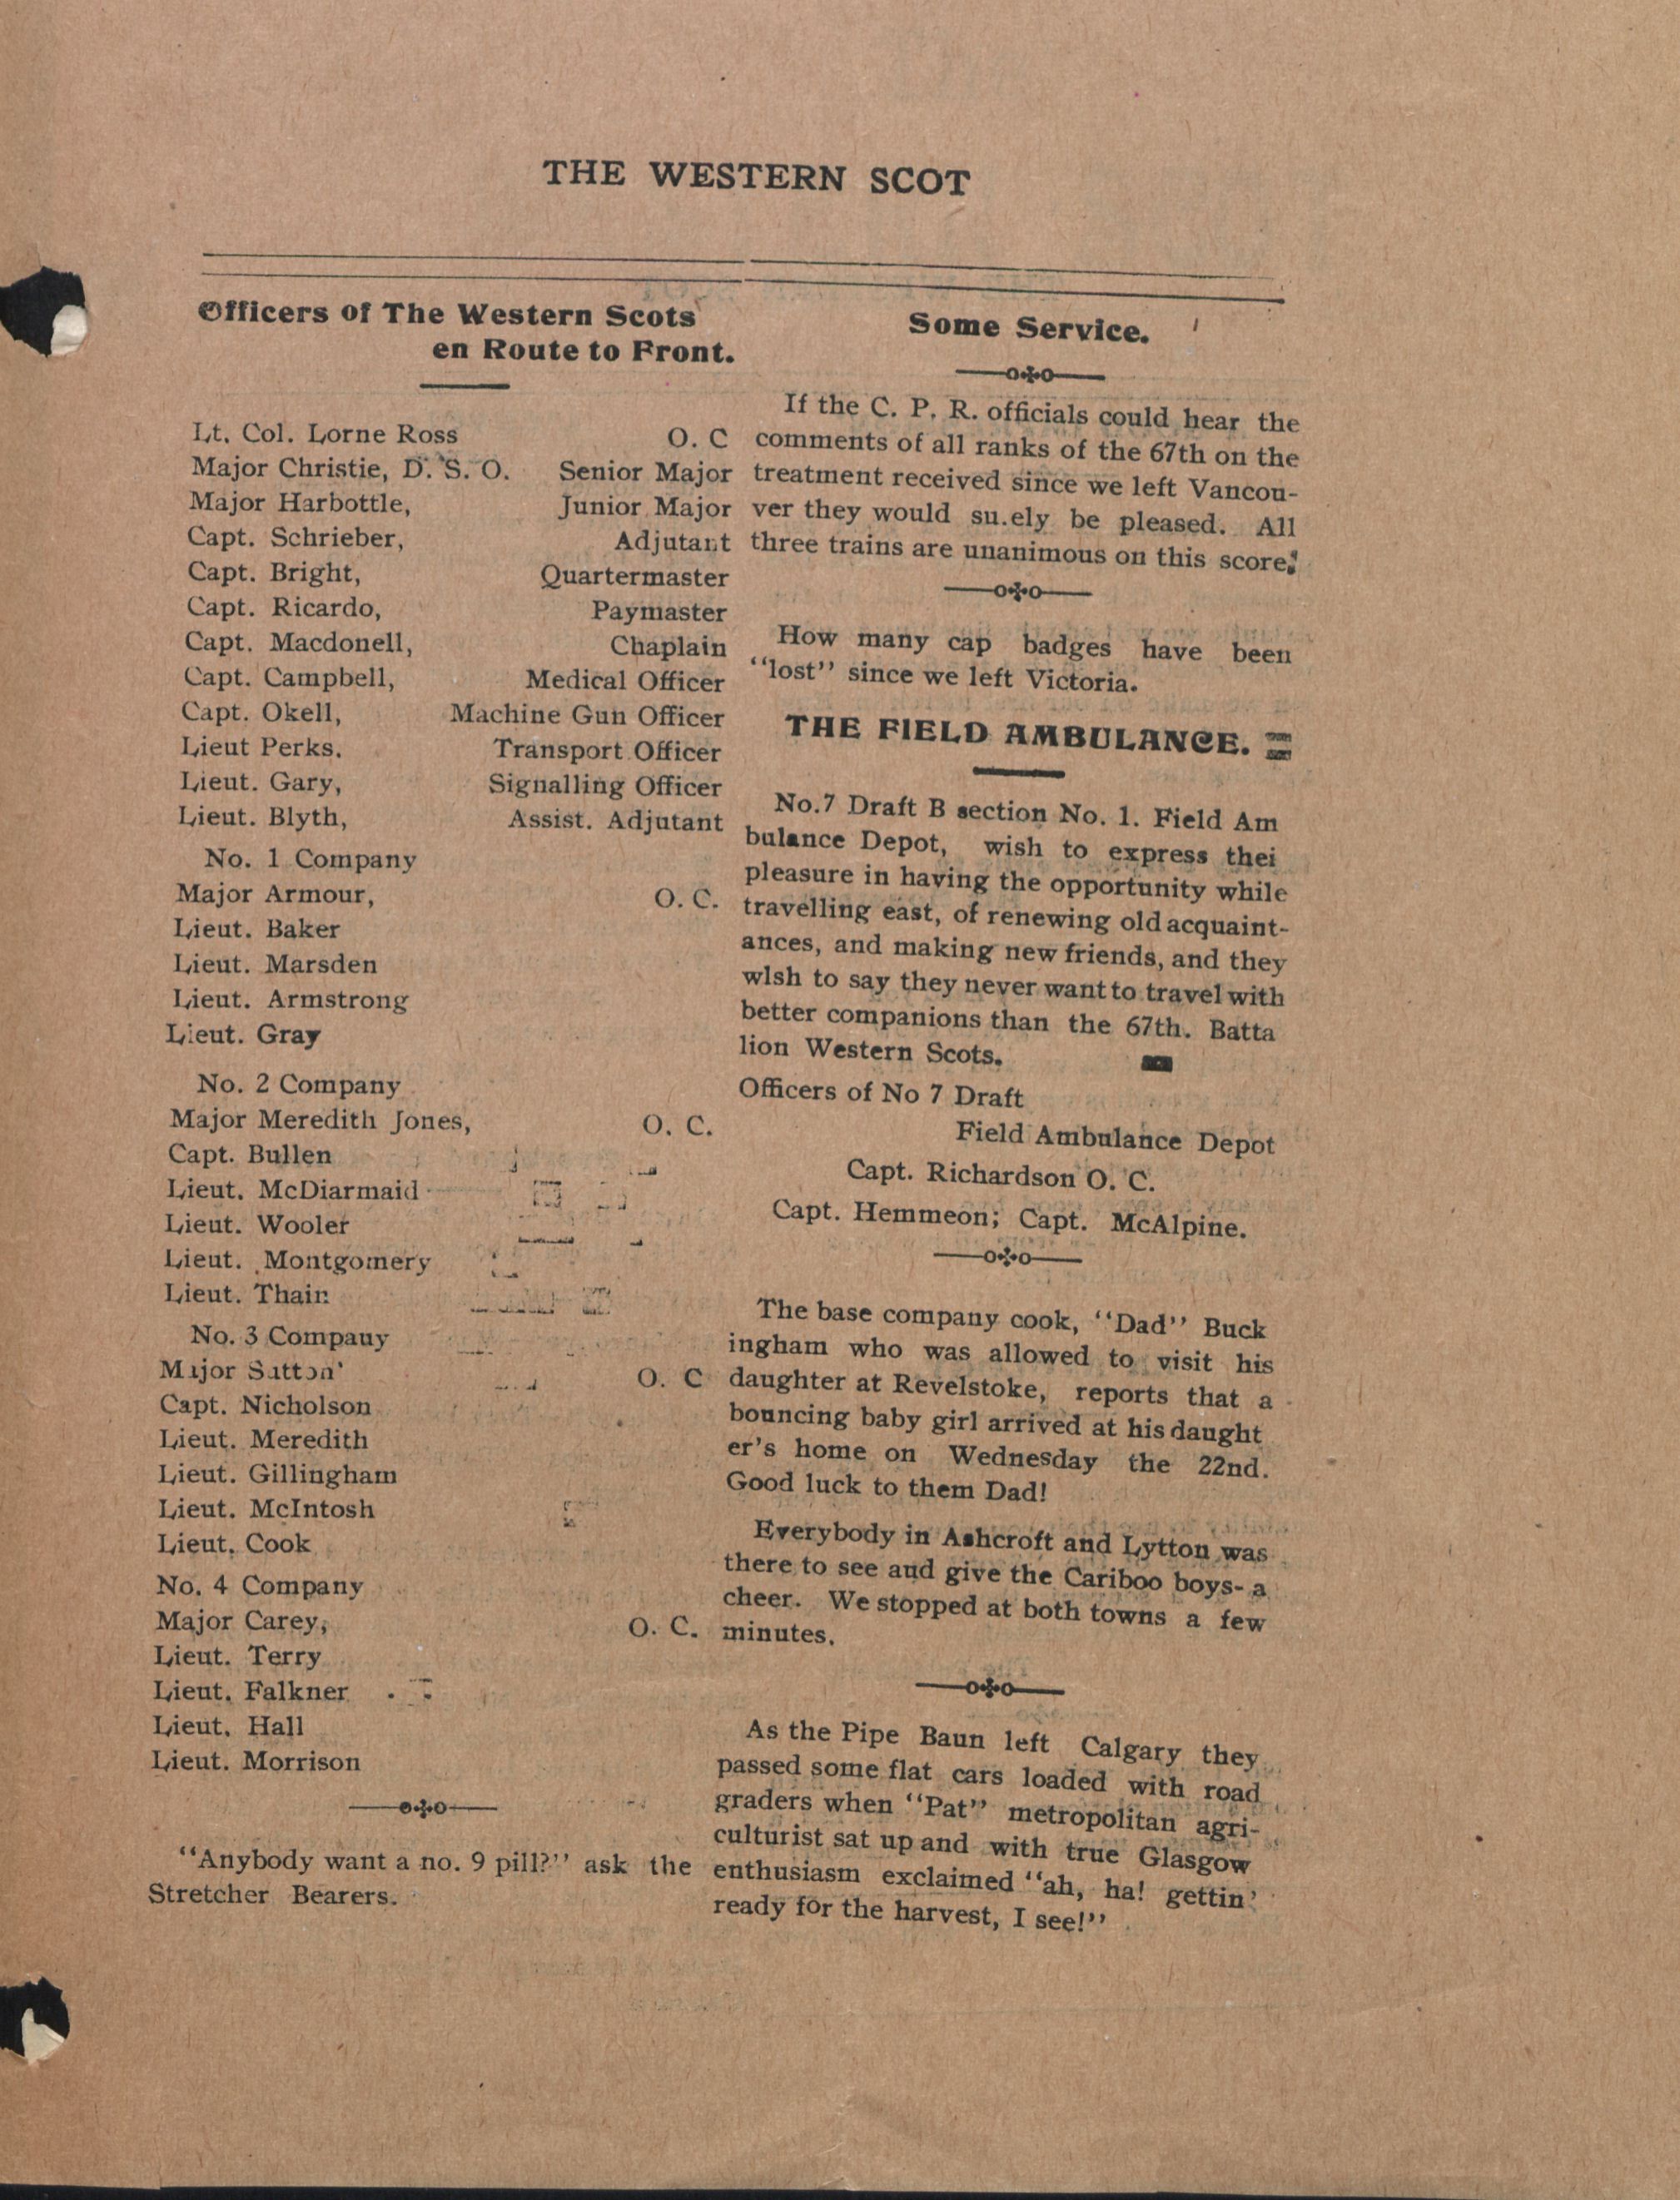 THE WESTERN SCOT
Officers of The Western Scots
en Route to Front.
Lt. Col. Lorne Ross O. C
Major Christie, D. S. O. Senior Major
Major Harbottle, Junior Major
Capt. Schrieber, Adjutant
Capt. Bright, Quartermaster
Capt. Ricardo, Paymaster
Capt. Macdonell, Chaplain
Capt. Campbell, Medical Officer
Capt. Okell, Machine Gun Officer
Lieut Perks. Transport Officer
Lieut. Gary, Signalling Officer
Lieut. Blyth, Assist. Adjutant
No. 1 Company
Major Armour, O. C.
Lieut. Baker
Lieut. Marsden
Lieut. Armstrong
Lieut. Gray
No. 2 Company
Major Meredith Jones, O. C.
Capt. Bullen
Lieut. McDiarmaid
Lieut. Wooler
Lieut. Montgomery
Lieut. Thain
No. 3 Compauy
Major Sutton' O. C
Capt. Nicholson
Lieut. Meredith
Lieut. Gillingham
Lieut. McIntosh
Lieut. Cook
No. 4 Company
Major Carey, O. C.
Lieut. Terry
Lieut. Falkner
Lieut. Hall
Lieut. Morrison
"Anybody want a no. 9 pill?" ask the
Stretcher Bearers.
Some Service.
If the C. P. R. officials could hear the
comments of all ranks of the 67th on the
treatment received since we left Vancou-
ver they would su.ely be pleased. All
three trains are unanimous on this score.
How many cap badges have been
"lost" since we left Victoria.
THE FIELD AMBULANCE.
No.7 Draft B section No. 1. Field Am
bulance Depot, wish to express thei
pleasure in having the opportunity while
travelling east, of renewing old acquaint-
ances, and making new friends, and they
wIsh to say they never want to travel with
better companions than the 67th. Batta
lion Western Scots.
Officers of No 7 Draft
Field Ambulance Depot
Capt. Richardson O. C.
Capt. Hemmeon; Capt. McAlpine.
The base company cook, "Dad" Buck
ingham who was allowed to visit his
daughter at Revelstoke, reports that a
bouncing baby girl arrived at his daught
er's home on Wednesday the 22nd.
Good luck to them Dad!
Everybody in Ashcroft and Lytton was
there to see aud give the Cariboo boys- a
cheer. We stopped at both towns a few
minutes.
As the Pipe Baun left Calgary they
passed some flat cars loaded with road
graders when "Pat" metropolitan agri-
culturist sat up and with true Glasgow
enthusiasm exclaimed "ah, ha! gettin'
ready for the harvest, I see!"